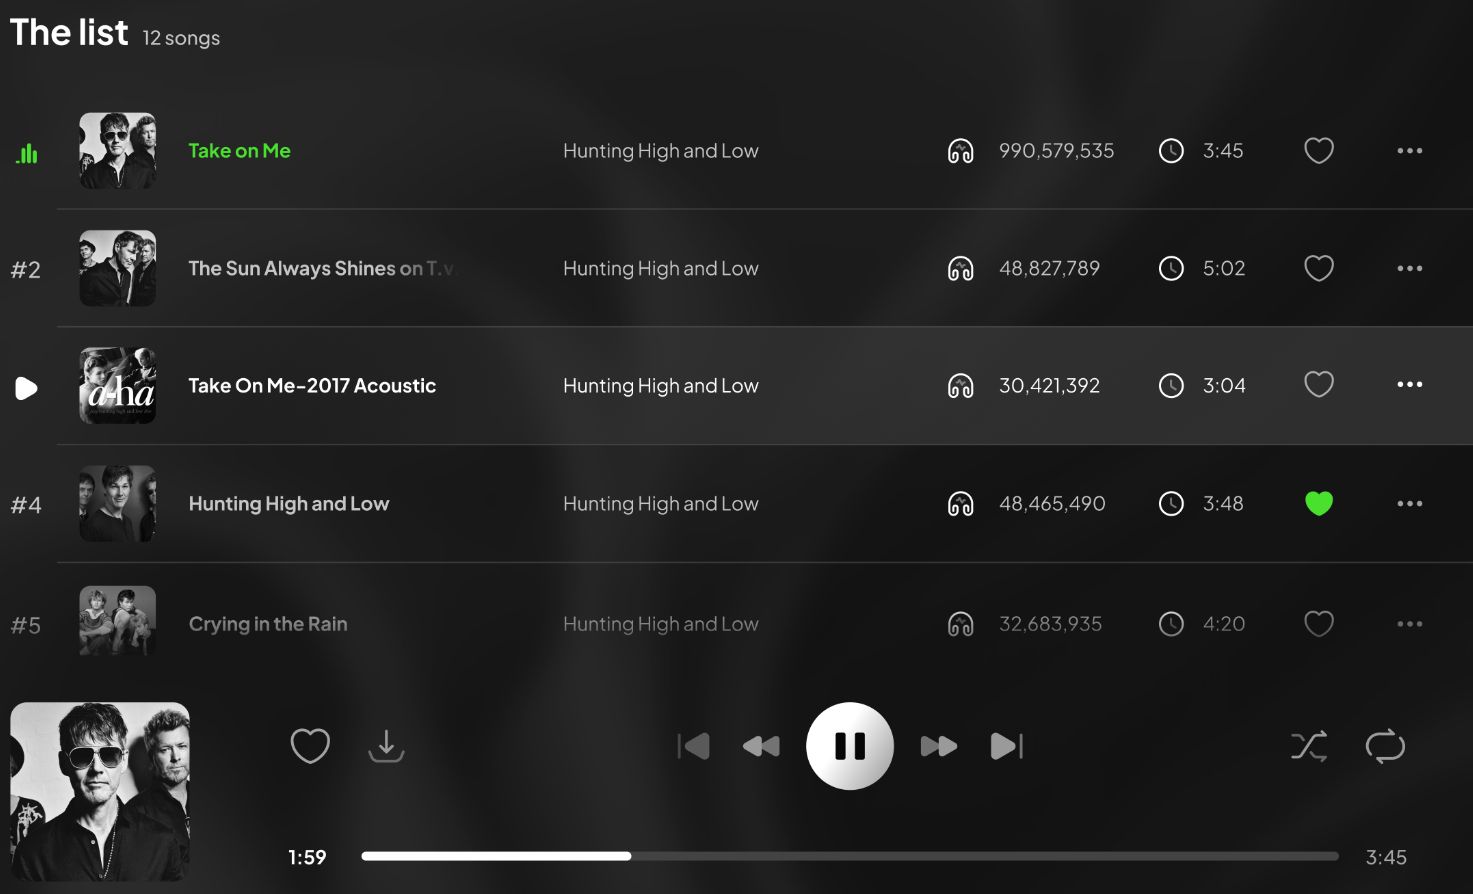 The list 12 songs
Take on Me Hunting High and Low 990,579,535 3:45
#2 The Sun Always Shines on T.v. Hunting High and Low 48,827,789 5:02
a-ha
Take On Me-2017 Acoustic Hunting High and Low 30,421,392 3:04
#4 Hunting High and Low Hunting High and Low 48,465,490 3:48
#5 Crying in the Rain Hunting High and Low 32,683,935 4:20
1:59 3:45